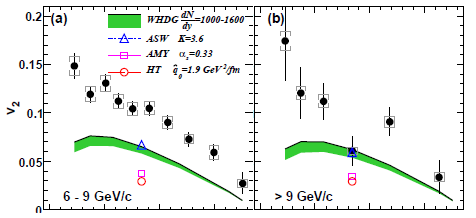 0.2
0.15
0.1
0.05
0
v2
(a)
WHDG dN/dy =1000-1600
ASW K=3.6
AMY αs=0.33
HT q̂0=1.9 GeV2/fm
6 - 9 GeV/c
(b)
> 9 GeV/c